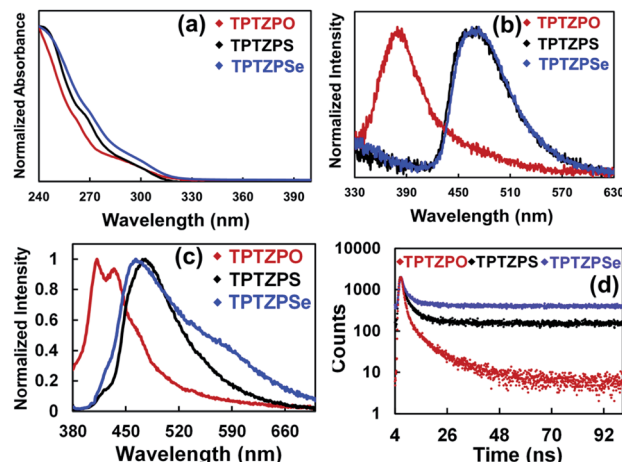 (a)
TPTZPO
TPTZPS
TPTZPSe
Normalized Absorbance
240 270 300 330 360 390
Wavelength (nm)
(b)
TPTZPO
TPTZPS
TPTZPSe
Normalized Intensity
330 390 450 510 570 630
Wavelength (nm)
(c)
TPTZPO
TPTZPS
TPTZPSe
Normalized Intensity
1
0.8
0.6
0.4
0.2
0
380 450 520 590 660
Wavelength (nm)
TPTZPO TPTZPS TPTZPSe
(d)
Counts
10000
1000
100
10
1
4 26 48 70 92
Time (ns)